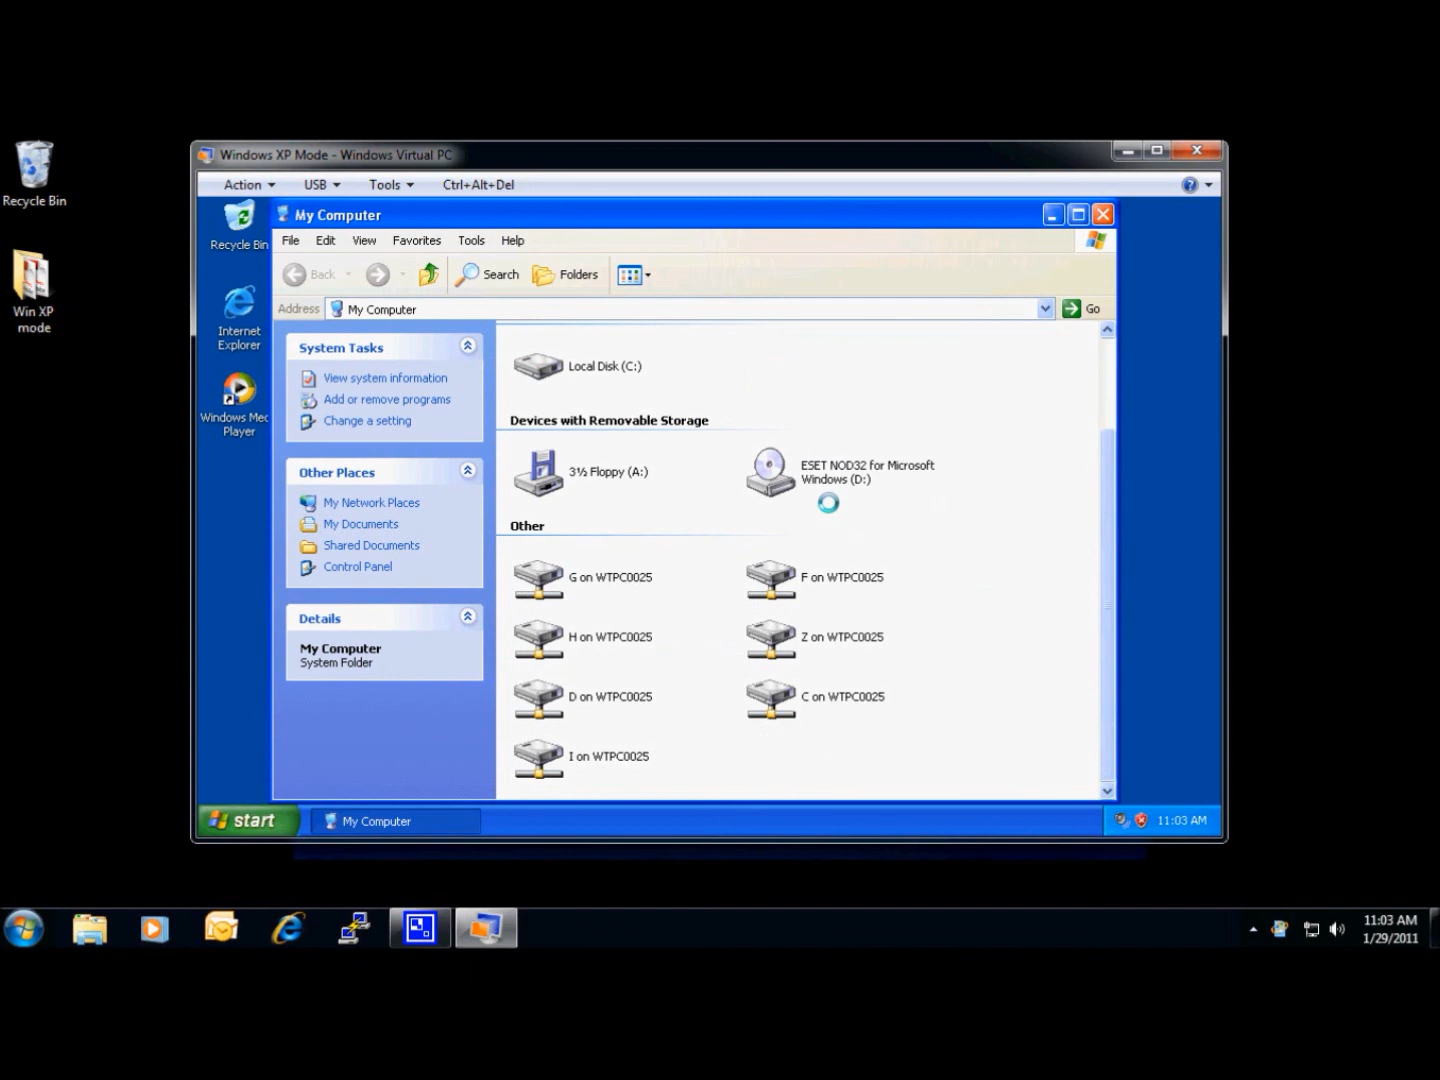 Recycle Bin
Win XP
mode
Windows XP Mode - Windows Virtual PC
Action USB Tools Ctrl+Alt+Del
Recycle Bin
Internet
Explorer
Windows Mec
Player
My Computer
File Edit View Favorites Tools Help
Back Search Folders
Address My Computer Go
System Tasks
View system information
Add or remove programs
Change a setting
Other Places
My Network Places
My Documents
Shared Documents
Control Panel
Details
My Computer
System Folder
Local Disk (C:)
Devices with Removable Storage
3½ Floppy (A:)
ESET NOD32 for Microsoft
Windows (D:)
Other
G on WTPC0025
F on WTPC0025
H on WTPC0025
Z on WTPC0025
D on WTPC0025
C on WTPC0025
I on WTPC0025
start My Computer 11:03 AM
11:03 AM
1/29/2011